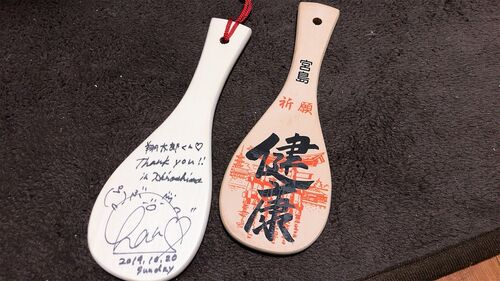 翔太郎くん♡
Thank you!!
in Hiroshima
2019.10.20
Sunday
宮島
祈願
健康